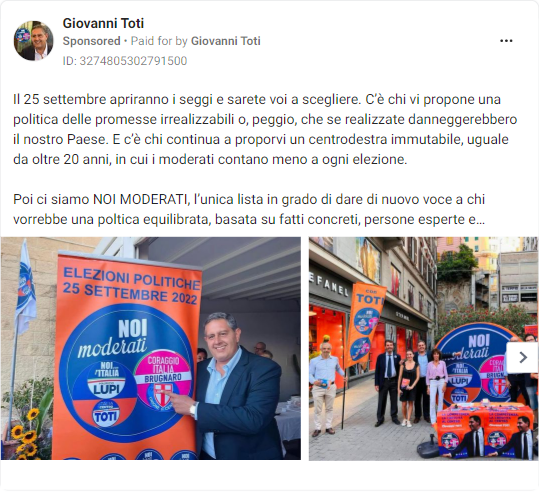 Giovanni Toti
Sponsored • Paid for by Giovanni Toti
ID: 3274805302791500
Il 25 settembre apriranno i seggi e sarete voi a scegliere. C'è chi vi propone una
politica delle promesse irrealizzabili o, peggio, che se realizzate danneggerebbero
il nostro Paese. E c'è chi continua a proporvi un centrodestra immutabile, uguale
da oltre 20 anni, in cui i moderati contano meno a ogni elezione.
Poi ci siamo NOI MODERATI, l'unica lista in grado di dare di nuovo voce a chi
vorrebbe una poltica equilibrata, basata su fatti concreti, persone esperte e…
ELEZIONI POLITICHE
25 SETTEMBRE 2022
NOI
moderati
NOI
CON L'ITALIA
LUPI
CORAGGIO
ITALIA
BRUGNARO
TOTI
STEFANEL
TOTI
NOI
moderati
LUPI
TOTI